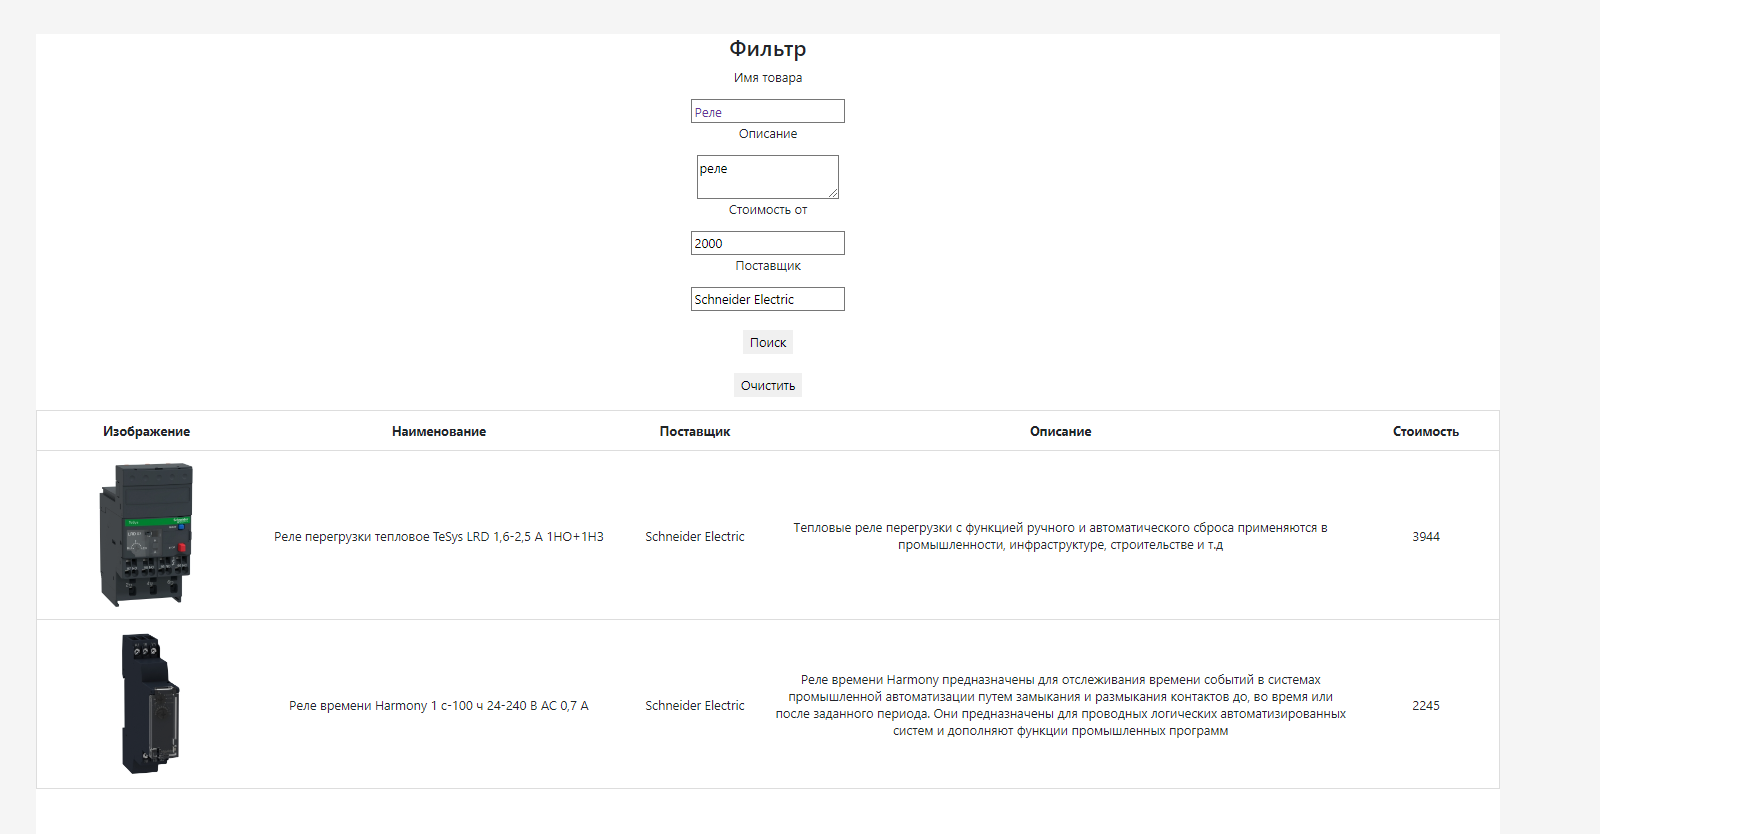 Фильтр
Имя товара
Реле
Описание
реле
Стоимость от
2000
Поставщик
Schneider Electric
Поиск
Очистить
Изображение Наименование Поставщик Описание Стоимость
Реле перегрузки тепловое TeSys LRD 1,6-2,5 А 1НО+1НЗ Schneider Electric Тепловые реле перегрузки с функцией ручного и автоматического сброса применяются в
промышленности, инфраструктуре, строительстве и т.д 3944
Реле времени Harmony 1 с-100 ч 24-240 В АС 0,7 А Schneider Electric Реле времени Harmony предназначены для отслеживания времени событий в системах
промышленной автоматизации путем замыкания и размыкания контактов до, во время или
после заданного периода. Они предназначены для проводных логических автоматизированных
систем и дополняют функции промышленных программ 2245